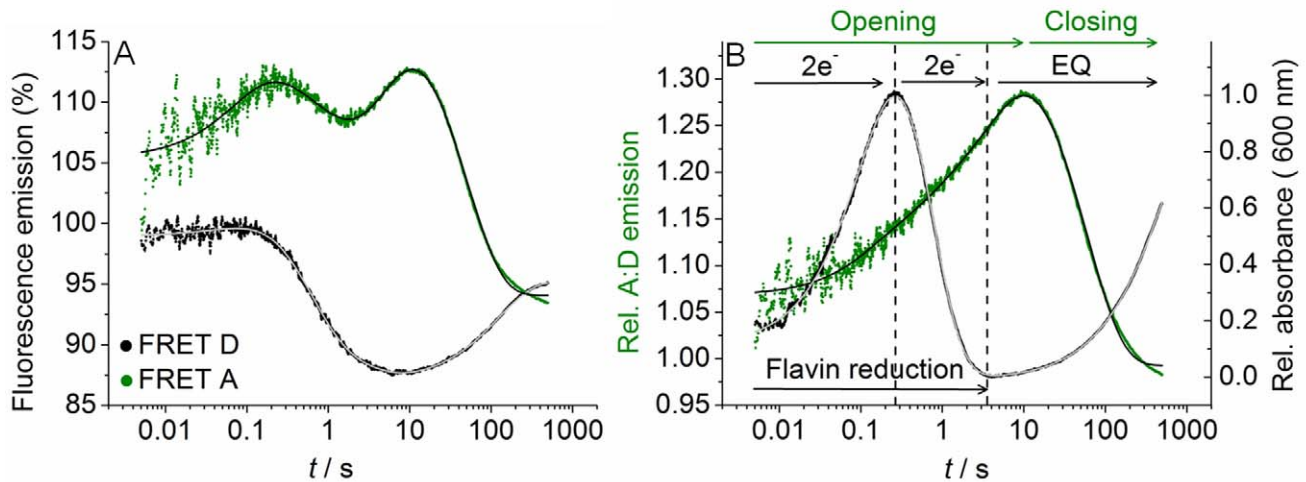 A
Fluorescence emission (%)
115
110
105
100
95
90
85
FRET D
FRET A
0.01 0.1 1 10 100 1000
t / s
Opening Closing
B
2e⁻ 2e⁻ EQ
Rel. A:D emission
1.30
1.25
1.20
1.15
1.10
1.05
1.00
0.95
Flavin reduction
0.01 0.1 1 10 100 1000
t / s
1.0
0.8
0.6
0.4
0.2
0.0
Rel. absorbance ( 600 nm)